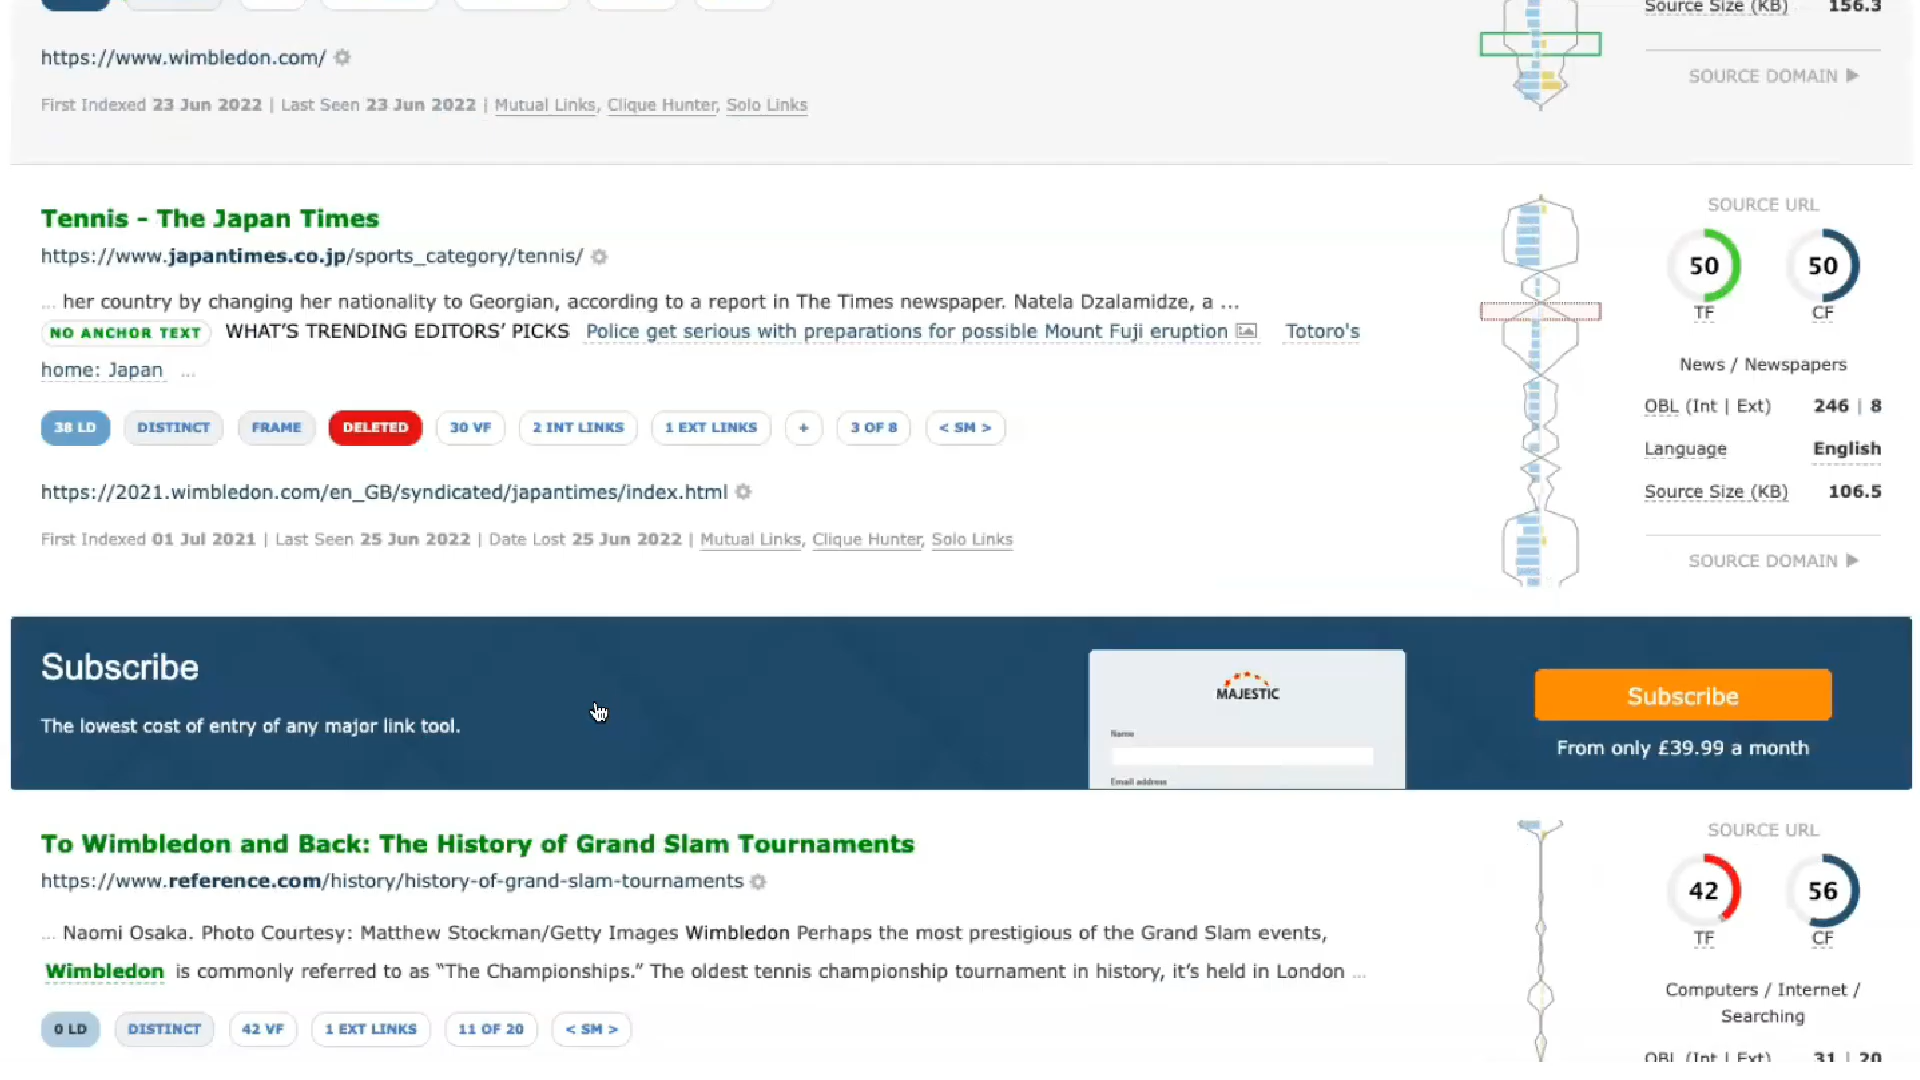 Source Size (KB) 156.3
https://www.wimbledon.com/
SOURCE DOMAIN ▶
First Indexed 23 Jun 2022 | Last Seen 23 Jun 2022 | Mutual Links, Clique Hunter, Solo Links
Tennis - The Japan Times
https://www.japantimes.co.jp/sports_category/tennis/
... her country by changing her nationality to Georgian, according to a report in The Times newspaper. Natela Dzalamidze, a ...
NO ANCHOR TEXT WHAT'S TRENDING EDITORS' PICKS Police get serious with preparations for possible Mount Fuji eruption Totoro's
home: Japan ...
38 LD DISTINCT FRAME DELETED 30 VF 2 INT LINKS 1 EXT LINKS + 3 OF 8 < SM >
https://2021.wimbledon.com/en_GB/syndicated/japantimes/index.html
First Indexed 01 Jul 2021 | Last Seen 25 Jun 2022 | Date Lost 25 Jun 2022 | Mutual Links, Clique Hunter, Solo Links
SOURCE URL
50 50
TF CF
News / Newspapers
OBL (Int | Ext) 246 | 8
Language English
Source Size (KB) 106.5
SOURCE DOMAIN ▶
Subscribe
The lowest cost of entry of any major link tool.
MAJESTIC
Name
Email address
Subscribe
From only £39.99 a month
To Wimbledon and Back: The History of Grand Slam Tournaments
https://www.reference.com/history/history-of-grand-slam-tournaments
... Naomi Osaka. Photo Courtesy: Matthew Stockman/Getty Images Wimbledon Perhaps the most prestigious of the Grand Slam events,
Wimbledon is commonly referred to as “The Championships.” The oldest tennis championship tournament in history, it’s held in London ...
0 LD DISTINCT 42 VF 1 EXT LINKS 11 OF 20 < SM >
SOURCE URL
42 56
TF CF
Computers / Internet /
Searching
OBL (Int | Ext) 31 | 20